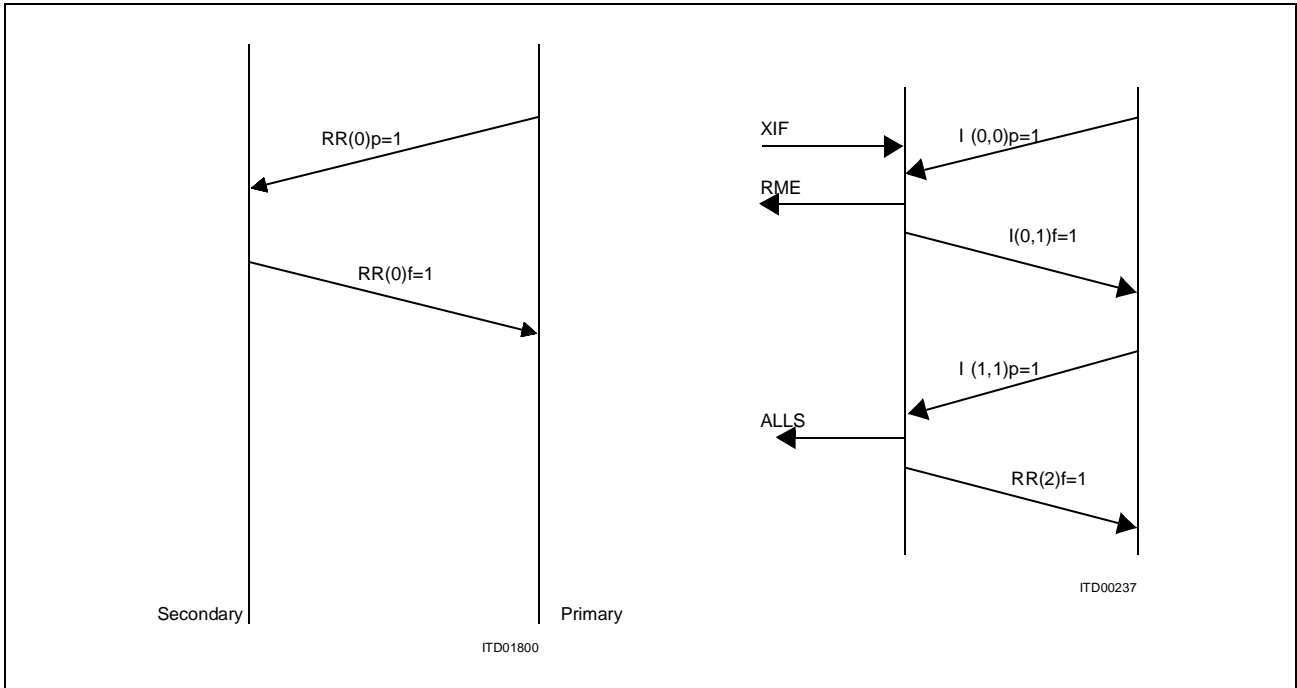 RR(0)p=1
RR(0)f=1
Secondary
Primary
ITD01800
XIF
I (0,0)p=1
RME
I(0,1)f=1
I (1,1)p=1
ALLS
RR(2)f=1
ITD00237